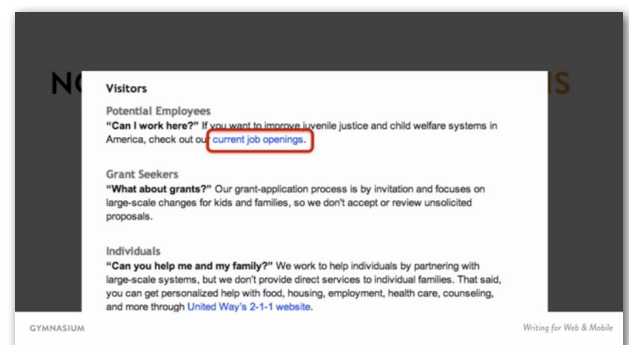 NO
IS
Visitors
Potential Employees
"Can I work here?" If you want to improve juvenile justice and child welfare systems in
America, check out our current job openings.
Grant Seekers
"What about grants?" Our grant-application process is by invitation and focuses on
large-scale changes for kids and families, so we don't accept or review unsolicited
proposals.
Individuals
"Can you help me and my family?" We work to help individuals by partnering with
large-scale systems, but we don't provide direct services to individual families. That said,
you can get personalized help with food, housing, employment, health care, counseling,
and more through United Way's 2-1-1 website.
GYMNASIUM
Writing for Web & Mobile